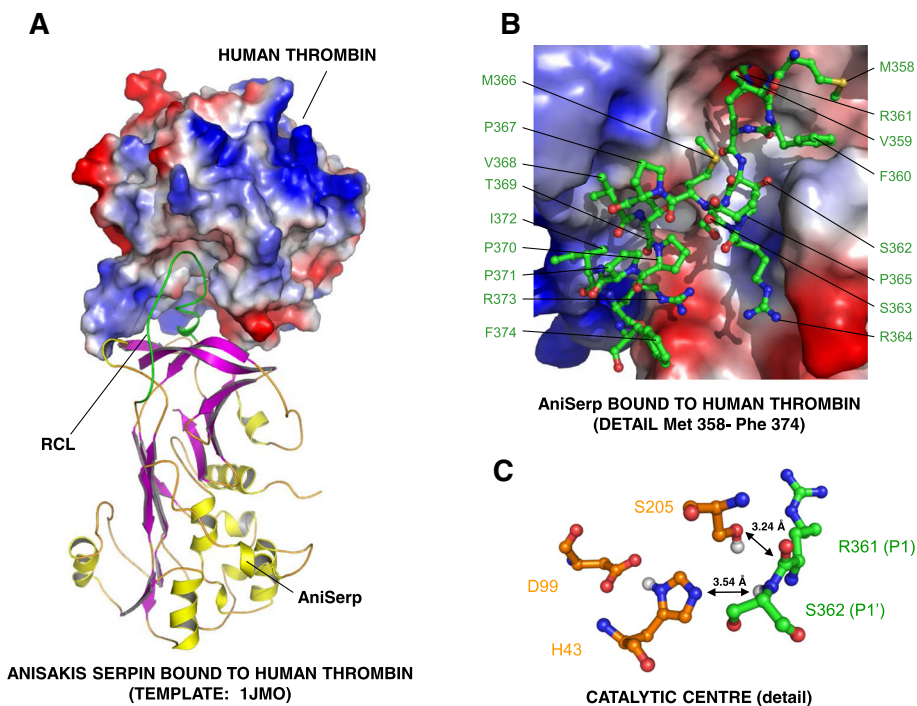 A
HUMAN THROMBIN
RCL
AniSerp
ANISAKIS SERPIN BOUND TO HUMAN THROMBIN
(TEMPLATE: 1JMO)
B
M366
P367
V368
T369
I372
P370
P371
R373
F374
M358
R361
V359
F360
S362
P365
S363
R364
AniSerp BOUND TO HUMAN THROMBIN
(DETAIL Met 358- Phe 374)
C
S205
3.24 Å
R361 (P1)
D99
3.54 Å
S362 (P1')
H43
CATALYTIC CENTRE (detail)